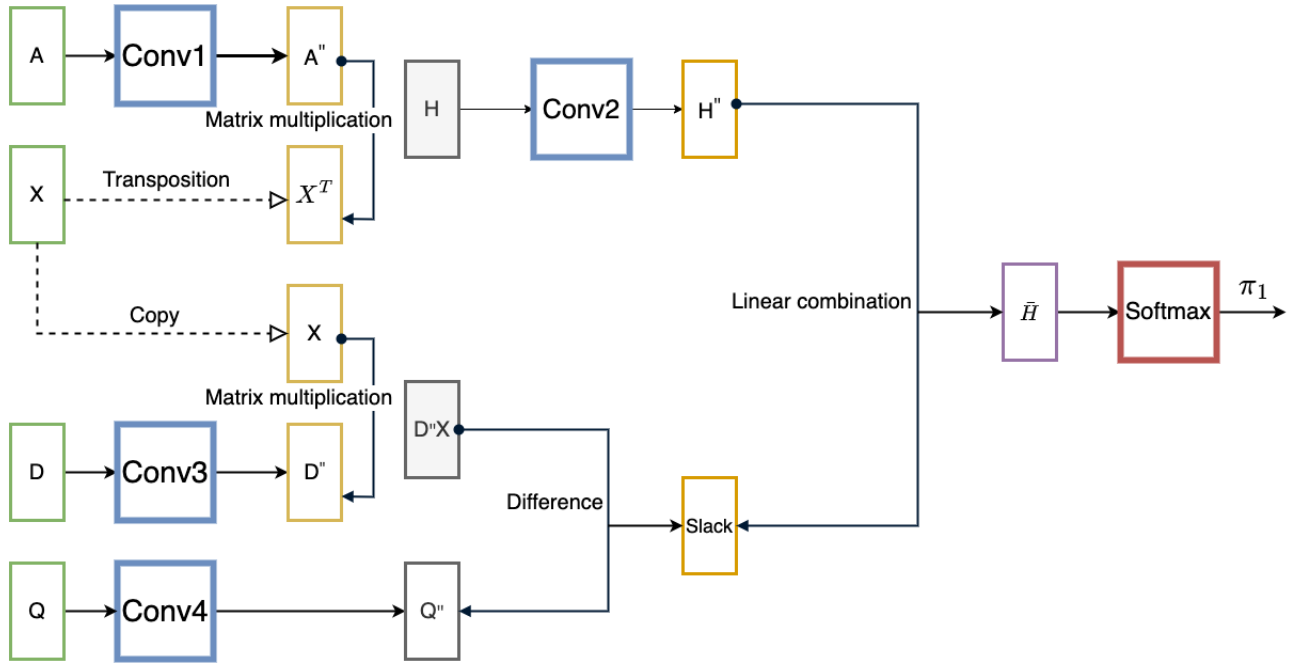 A
Conv1
A"
Matrix multiplication
H
Conv2
H"
X
Transposition
X^T
Copy
X
Matrix multiplication
D
Conv3
D"
D"X
Difference
Slack
Q
Conv4
Q"
Linear combination
H̄
Softmax
π₁